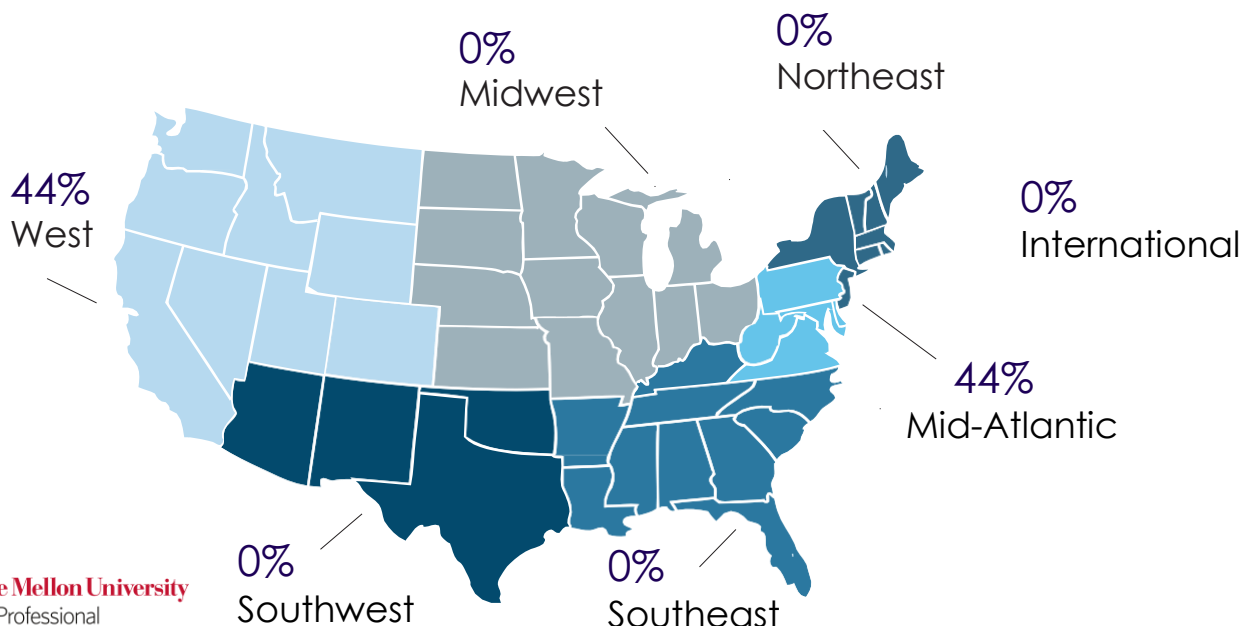 0%
Midwest
0%
Northeast
44%
West
0%
International
44%
Mid-Atlantic
0%
Southwest
0%
Southeast
Mellon University
Professional